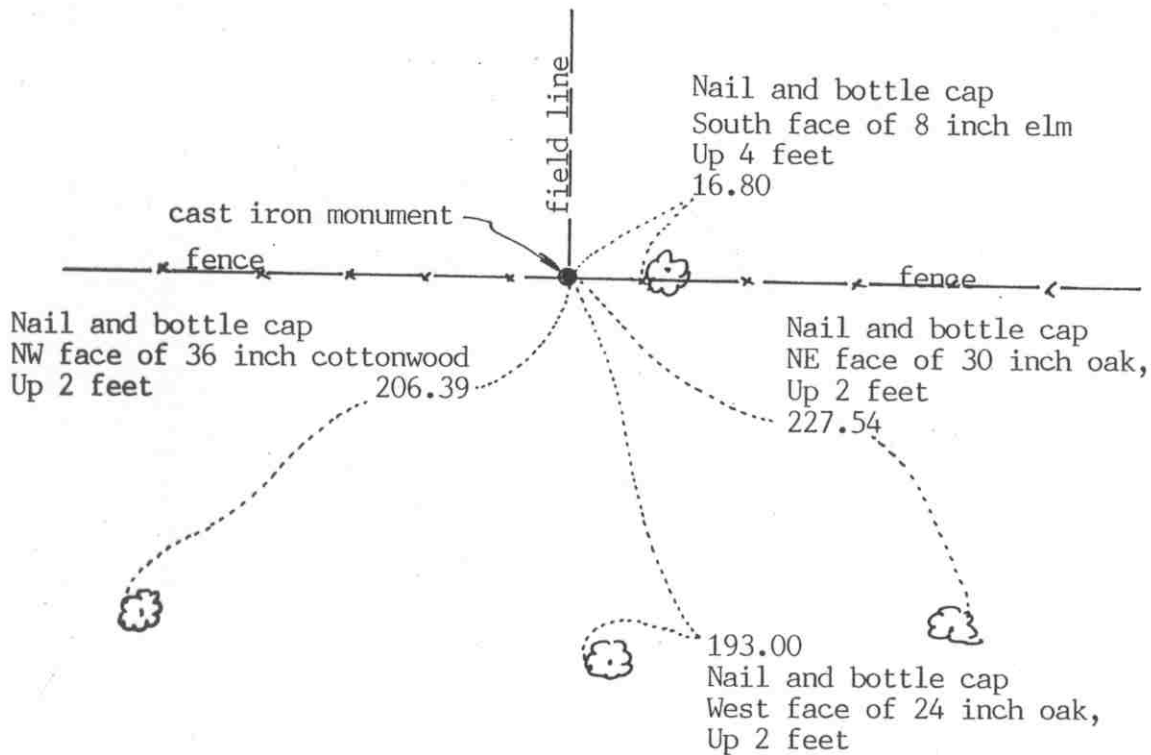 field line
Nail and bottle cap
South face of 8 inch elm
Up 4 feet
16.80
cast iron monument
fence
fence
Nail and bottle cap
NW face of 36 inch cottonwood
Up 2 feet
206.39
Nail and bottle cap
NE face of 30 inch oak,
Up 2 feet
227.54
193.00
Nail and bottle cap
West face of 24 inch oak,
Up 2 feet